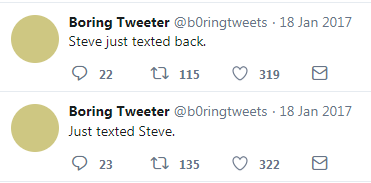 Boring Tweeter @b0ringtweets · 18 Jan 2017
Steve just texted back.
22 115 319
Boring Tweeter @b0ringtweets · 18 Jan 2017
Just texted Steve.
23 135 322